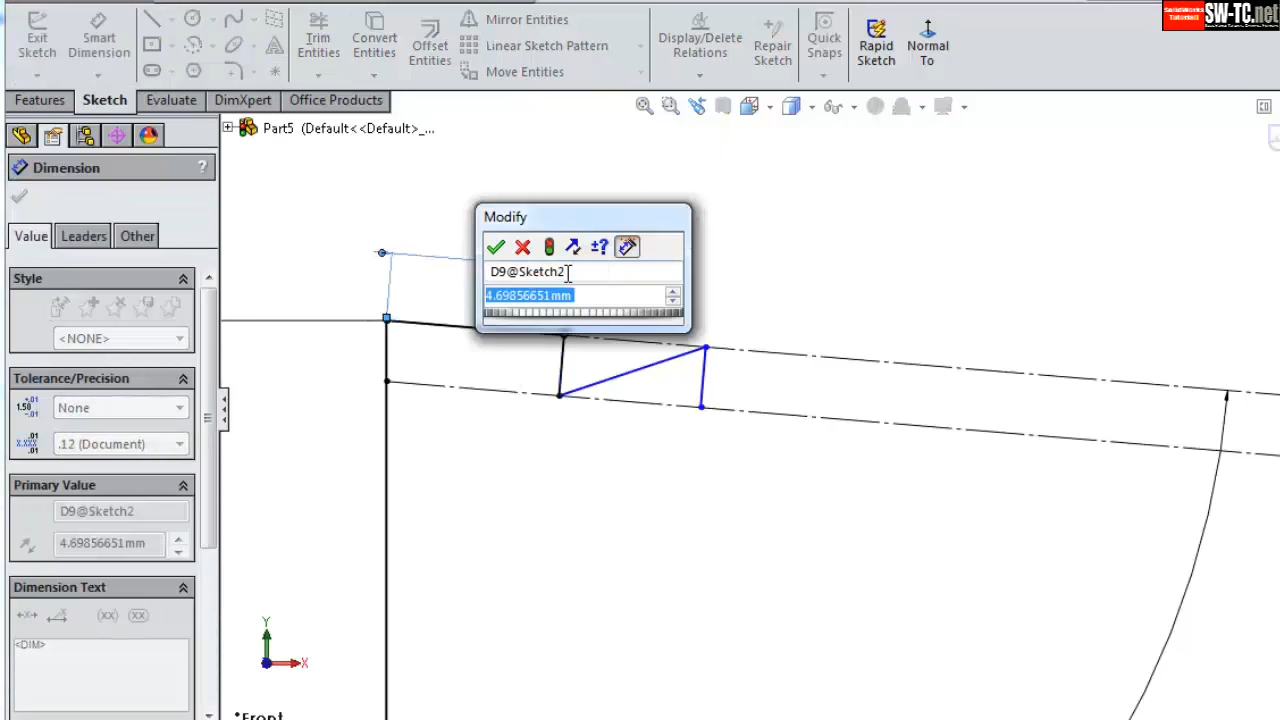 SolidWorks Tutorial SW-TC.net
Exit Sketch
Smart Dimension
Trim Entities
Convert Entities
Offset Entities
Mirror Entities
Linear Sketch Pattern
Move Entities
Display/Delete Relations
Repair Sketch
Quick Snaps
Rapid Sketch
Normal To
Features Sketch Evaluate DimXpert Office Products
Part5 (Default<<Default>_...
Dimension ?
Value Leaders Other
Style
<NONE>
Tolerance/Precision
None
.12 (Document)
Primary Value
D9@Sketch2
4.69856651mm
Dimension Text
<DIM>
Modify
D9@Sketch2
4.69856651mm
Y
X
*Front